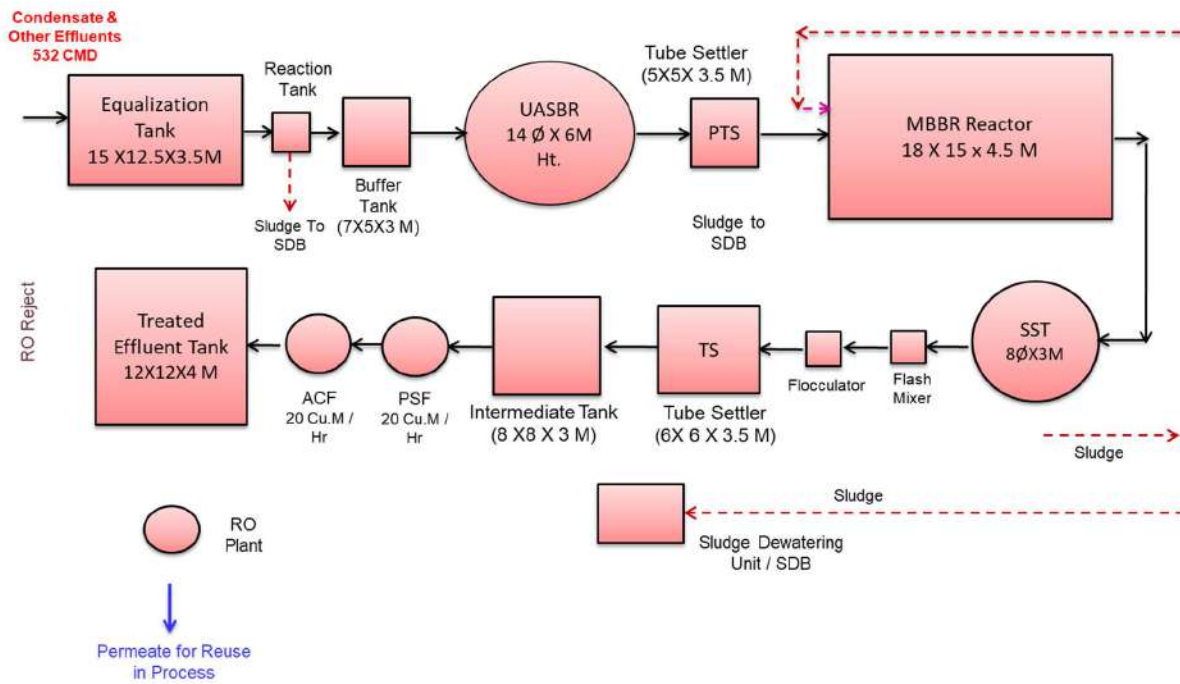 Condensate &
Other Effluents
532 CMD
Equalization
Tank
15 X12.5X3.5M
Reaction
Tank
Sludge To
SDB
Buffer
Tank
(7X5X3 M)
UASBR
14 Ø X 6M
Ht.
Tube Settler
(5X5X 3.5 M)
PTS
Sludge to
SDB
MBBR Reactor
18 X 15 x 4.5 M
RO Reject
Treated
Effluent Tank
12X12X4 M
ACF
20 Cu.M /
Hr
PSF
20 Cu.M /
Hr
Intermediate Tank
(8 X8 X 3 M)
TS
Tube Settler
(6X 6 X 3.5 M)
Flocculator
Flash
Mixer
SST
8ØX3M
Sludge
Sludge
Sludge Dewatering
Unit / SDB
RO
Plant
Permeate for Reuse
in Process